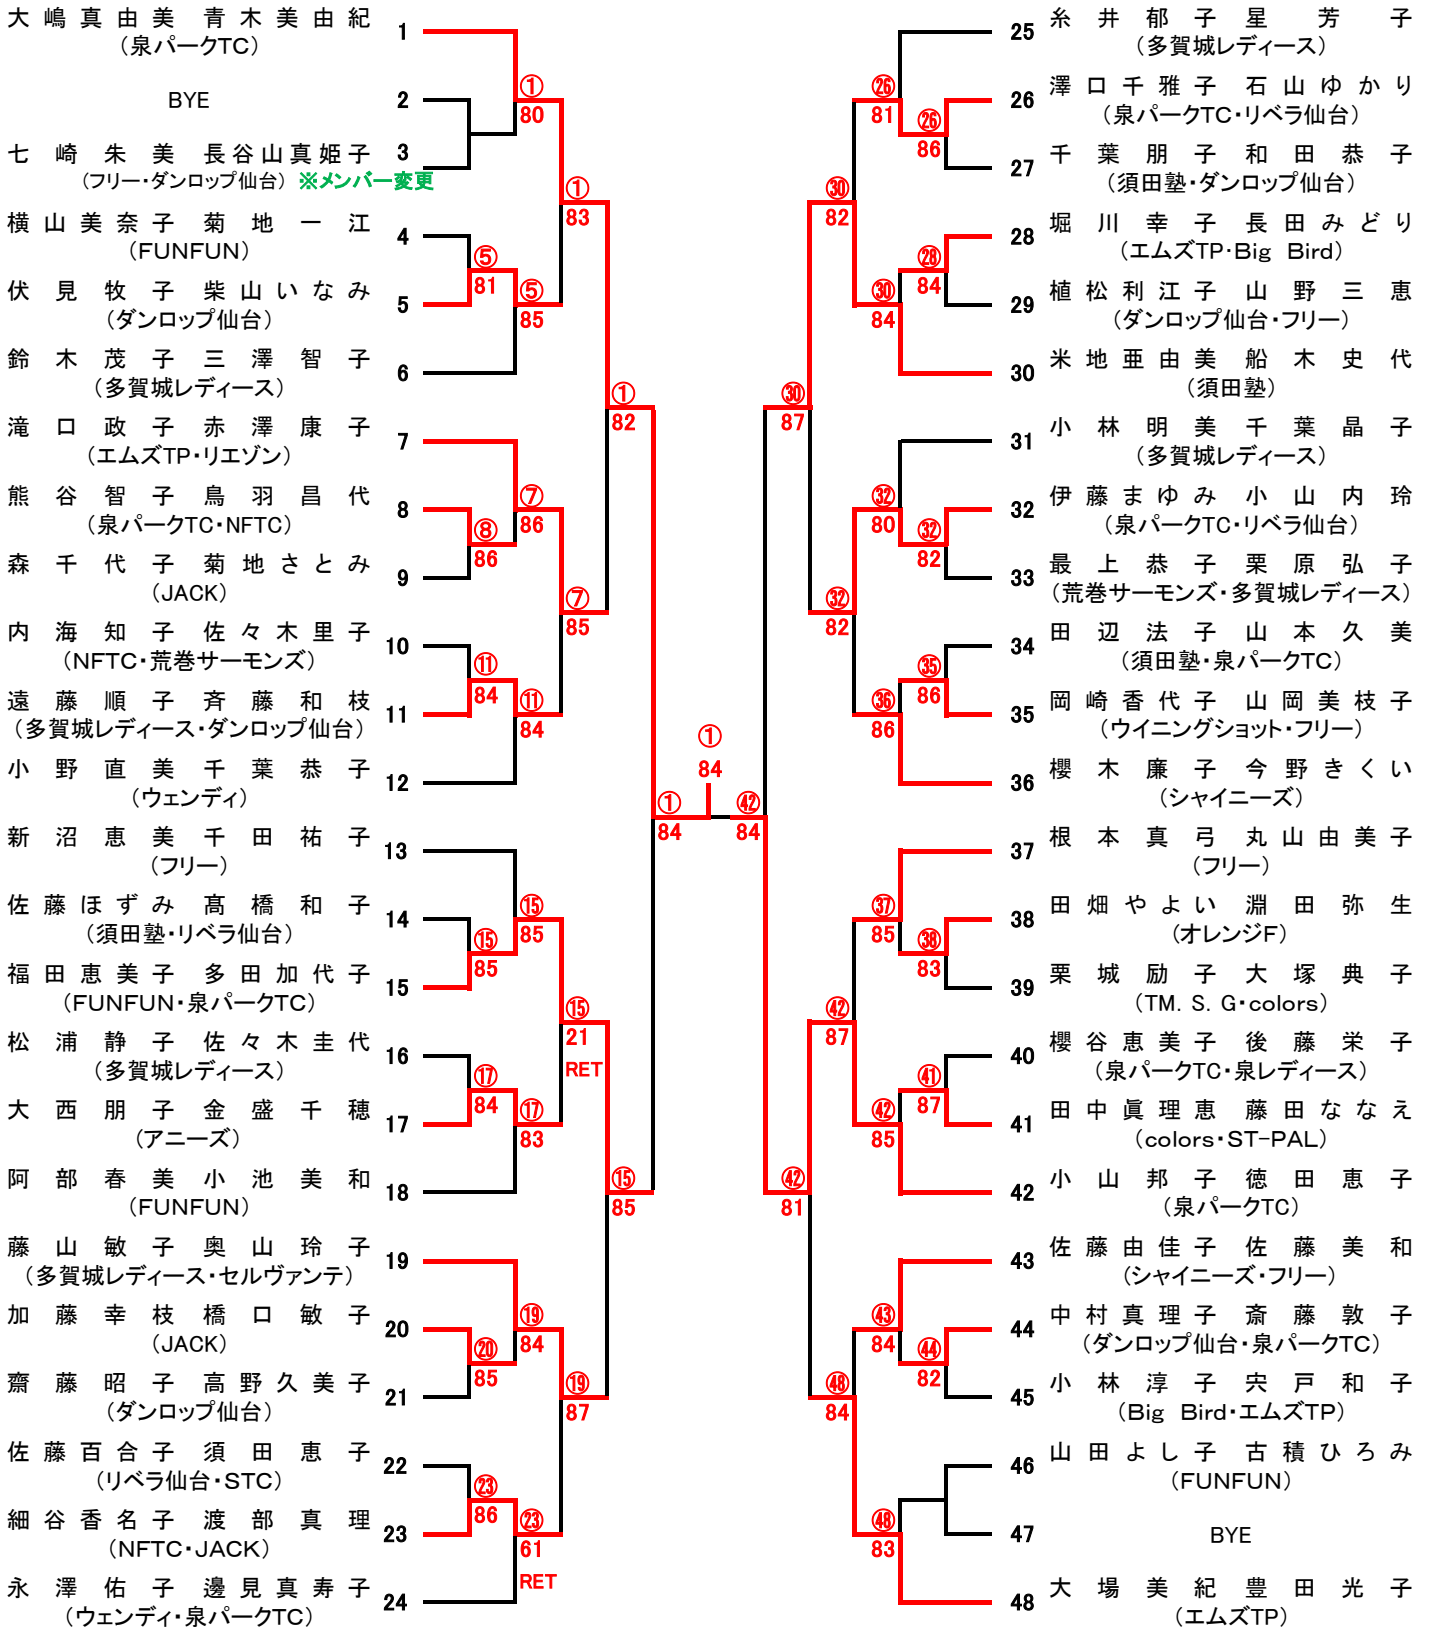 大嶋真由美 青木美由紀
（泉パークTC）
1
BYE
2
七崎朱美 長谷山真姫子
（フリー・ダンロップ仙台） ※メンバー変更
3
横山美奈子 菊地一江
（FUNFUN）
4
伏見牧子 柴山いなみ
（ダンロップ仙台）
5
鈴木茂子 三澤智子
（多賀城レディース）
6
滝口政子 赤澤康子
（エムズTP・リエゾン）
7
熊谷智子 鳥羽昌代
（泉パークTC・NFTC）
8
森千代子 菊地さとみ
（JACK）
9
内海知子 佐々木里子
（NFTC・荒巻サーモンズ）
10
遠藤順子 斉藤和枝
（多賀城レディース・ダンロップ仙台）
11
小野直美 千葉恭子
（ウェンディ）
12
新沼恵美 千田祐子
（フリー）
13
佐藤ほずみ 髙橋和子
（須田塾・リベラ仙台）
14
福田恵美子 多田加代子
（FUNFUN・泉パークTC）
15
松浦静子 佐々木圭代
（多賀城レディース）
16
大西朋子 金盛千穂
（アニーズ）
17
阿部春美 小池美和
（FUNFUN）
18
藤山敏子 奥山玲子
（多賀城レディース・セルヴァンテ）
19
加藤幸枝 橋口敏子
（JACK）
20
齋藤昭子 高野久美子
（ダンロップ仙台）
21
佐藤百合子 須田恵子
（リベラ仙台・STC）
22
細谷香名子 渡部真理
（NFTC・JACK）
23
永澤佑子 邊見真寿子
（ウェンディ・泉パークTC）
24
⑤
81
⑧
86
⑪
84
⑮
85
⑰
84
⑳
85
㉓
86
①
80
⑤
85
⑦
86
⑪
84
⑮
85
⑰
83
⑲
84
㉓
61
RET
①
83
⑦
85
⑮
21
RET
⑲
87
①
82
⑮
85
①
84
①
84
㊷
84
㉚
87
㊷
81
㉚
82
㉜
82
㊷
87
㊽
84
㉖
81
㉚
84
㉜
80
㊱
86
㊲
85
㊷
85
㊸
84
㊽
83
㉖
86
㉘
84
㉜
82
㉟
86
㊳
83
㊶
87
㊹
82
25
糸井郁子 星芳子
（多賀城レディース）
26
澤口千雅子 石山ゆかり
（泉パークTC・リベラ仙台）
27
千葉朋子 和田恭子
（須田塾・ダンロップ仙台）
28
堀川幸子 長田みどり
（エムズTP・Big Bird）
29
植松利江子 山野三恵
（ダンロップ仙台・フリー）
30
米地亜由美 船木史代
（須田塾）
31
小林明美 千葉晶子
（多賀城レディース）
32
伊藤まゆみ 小山内玲
（泉パークTC・リベラ仙台）
33
最上恭子 栗原弘子
（荒巻サーモンズ・多賀城レディース）
34
田辺法子 山本久美
（須田塾・泉パークTC）
35
岡崎香代子 山岡美枝子
（ウイニングショット・フリー）
36
櫻木廉子 今野きくい
（シャイニーズ）
37
根本真弓 丸山由美子
（フリー）
38
田畑やよい 淵田弥生
（オレンジF）
39
栗城励子 大塚典子
（TM．S．G・colors）
40
櫻谷恵美子 後藤栄子
（泉パークTC・泉レディース）
41
田中眞理恵 藤田ななえ
（colors・ST-PAL）
42
小山邦子 徳田恵子
（泉パークTC）
43
佐藤由佳子 佐藤美和
（シャイニーズ・フリー）
44
中村真理子 斎藤敦子
（ダンロップ仙台・泉パークTC）
45
小林淳子 宍戸和子
（Big Bird・エムズTP）
46
山田よし子 古積ひろみ
（FUNFUN）
47
BYE
48
大場美紀 豊田光子
（エムズTP）